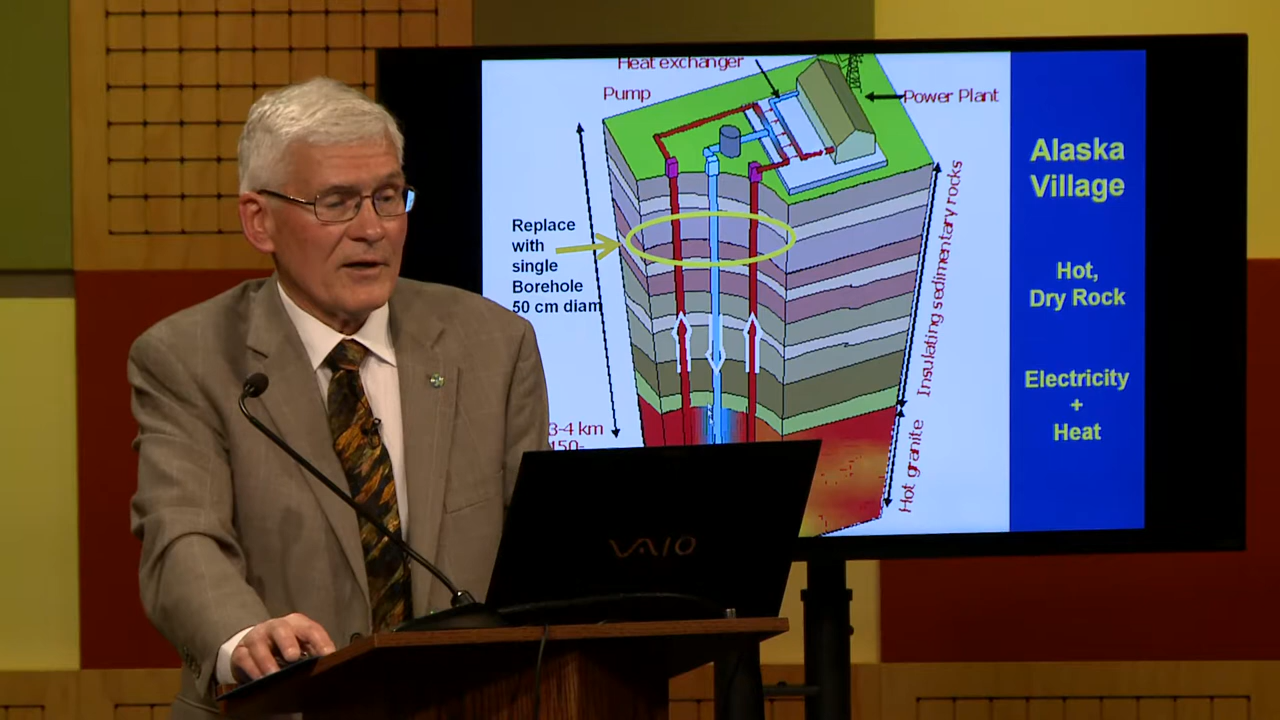 Heat exchanger
Pump
Power Plant
Alaska
Village
Replace
with
single
Borehole
50 cm diam
Insulating sedimentary rocks
Hot,
Dry Rock
Electricity
+
Heat
3-4 km
150-
Hot granite
VAIO